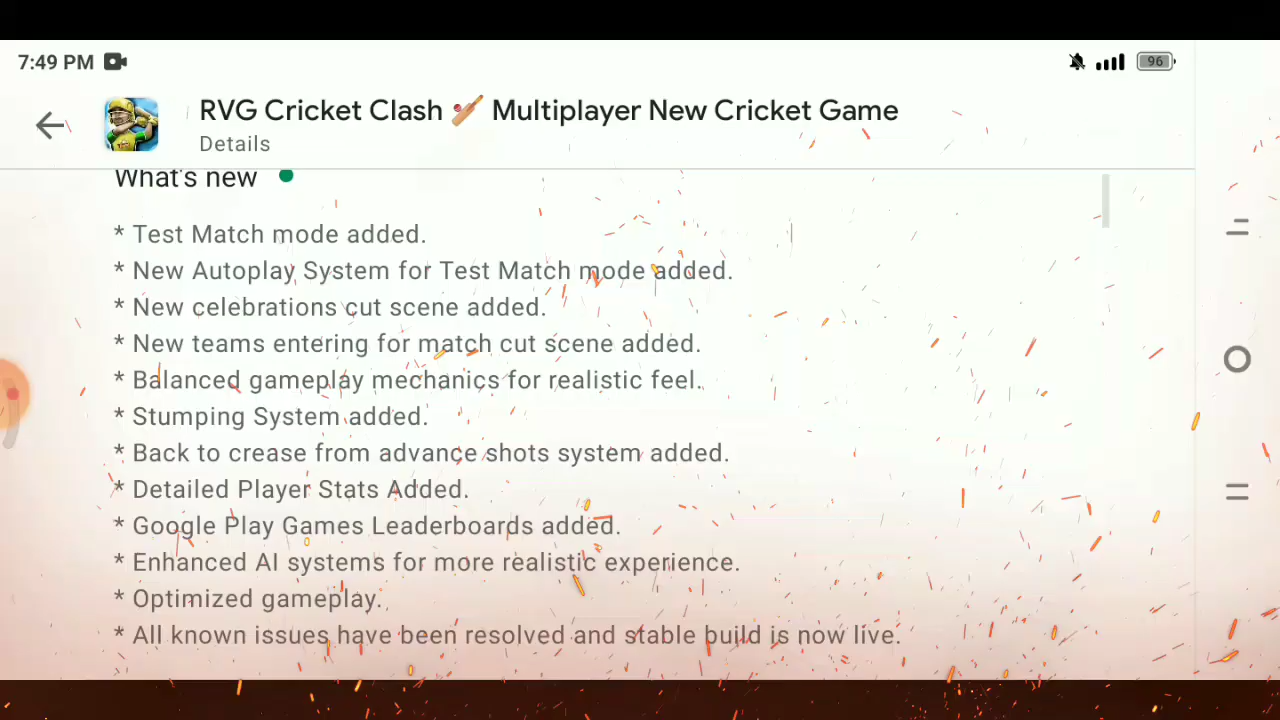 7:49 PM
96
RVG Cricket Clash 🏏 Multiplayer New Cricket Game
Details
What's new
* Test Match mode added.
* New Autoplay System for Test Match mode added.
* New celebrations cut scene added.
* New teams entering for match cut scene added.
* Balanced gameplay mechanics for realistic feel.
* Stumping System added.
* Back to crease from advance shots system added.
* Detailed Player Stats Added.
* Google Play Games Leaderboards added.
* Enhanced AI systems for more realistic experience.
* Optimized gameplay.
* All known issues have been resolved and stable build is now live.